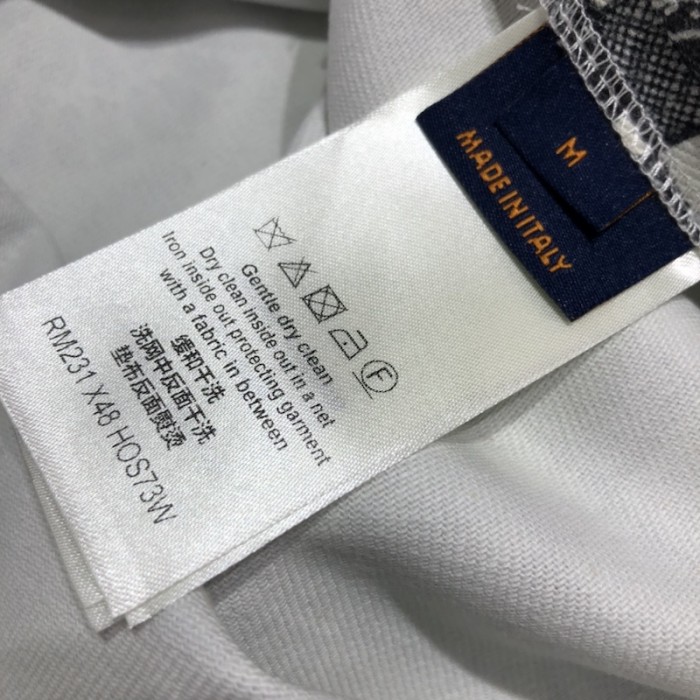 M
MADE IN ITALY
F
Gentle dry clean
Dry clean inside out in a net
Iron inside out protecting garment
with a fabric in between
缓和干洗
洗网中反面干洗
垫布反面熨烫
RM231 X48 HOS73W